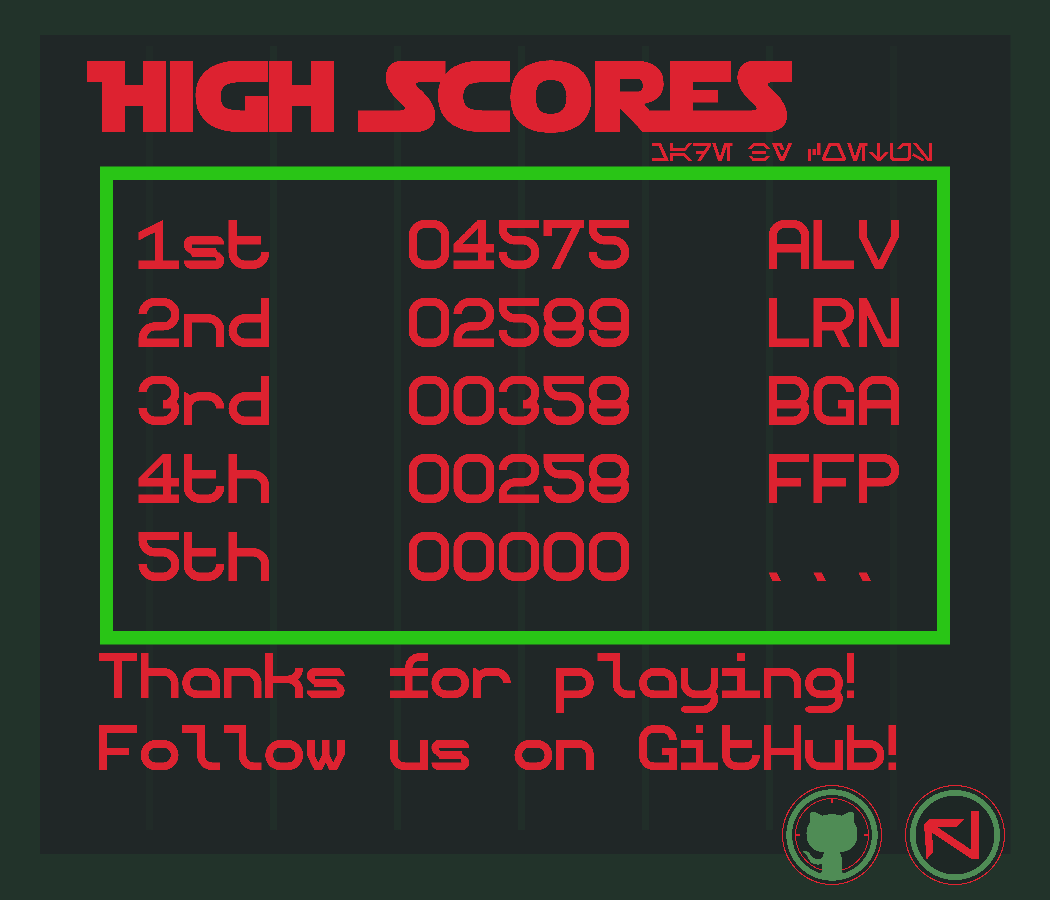 HIGH SCORES
1st 04575 ALV
2nd 02589 LRN
3rd 00358 BGA
4th 00258 FFP
5th 00000 ...
Thanks for playing!
Follow us on GitHub!